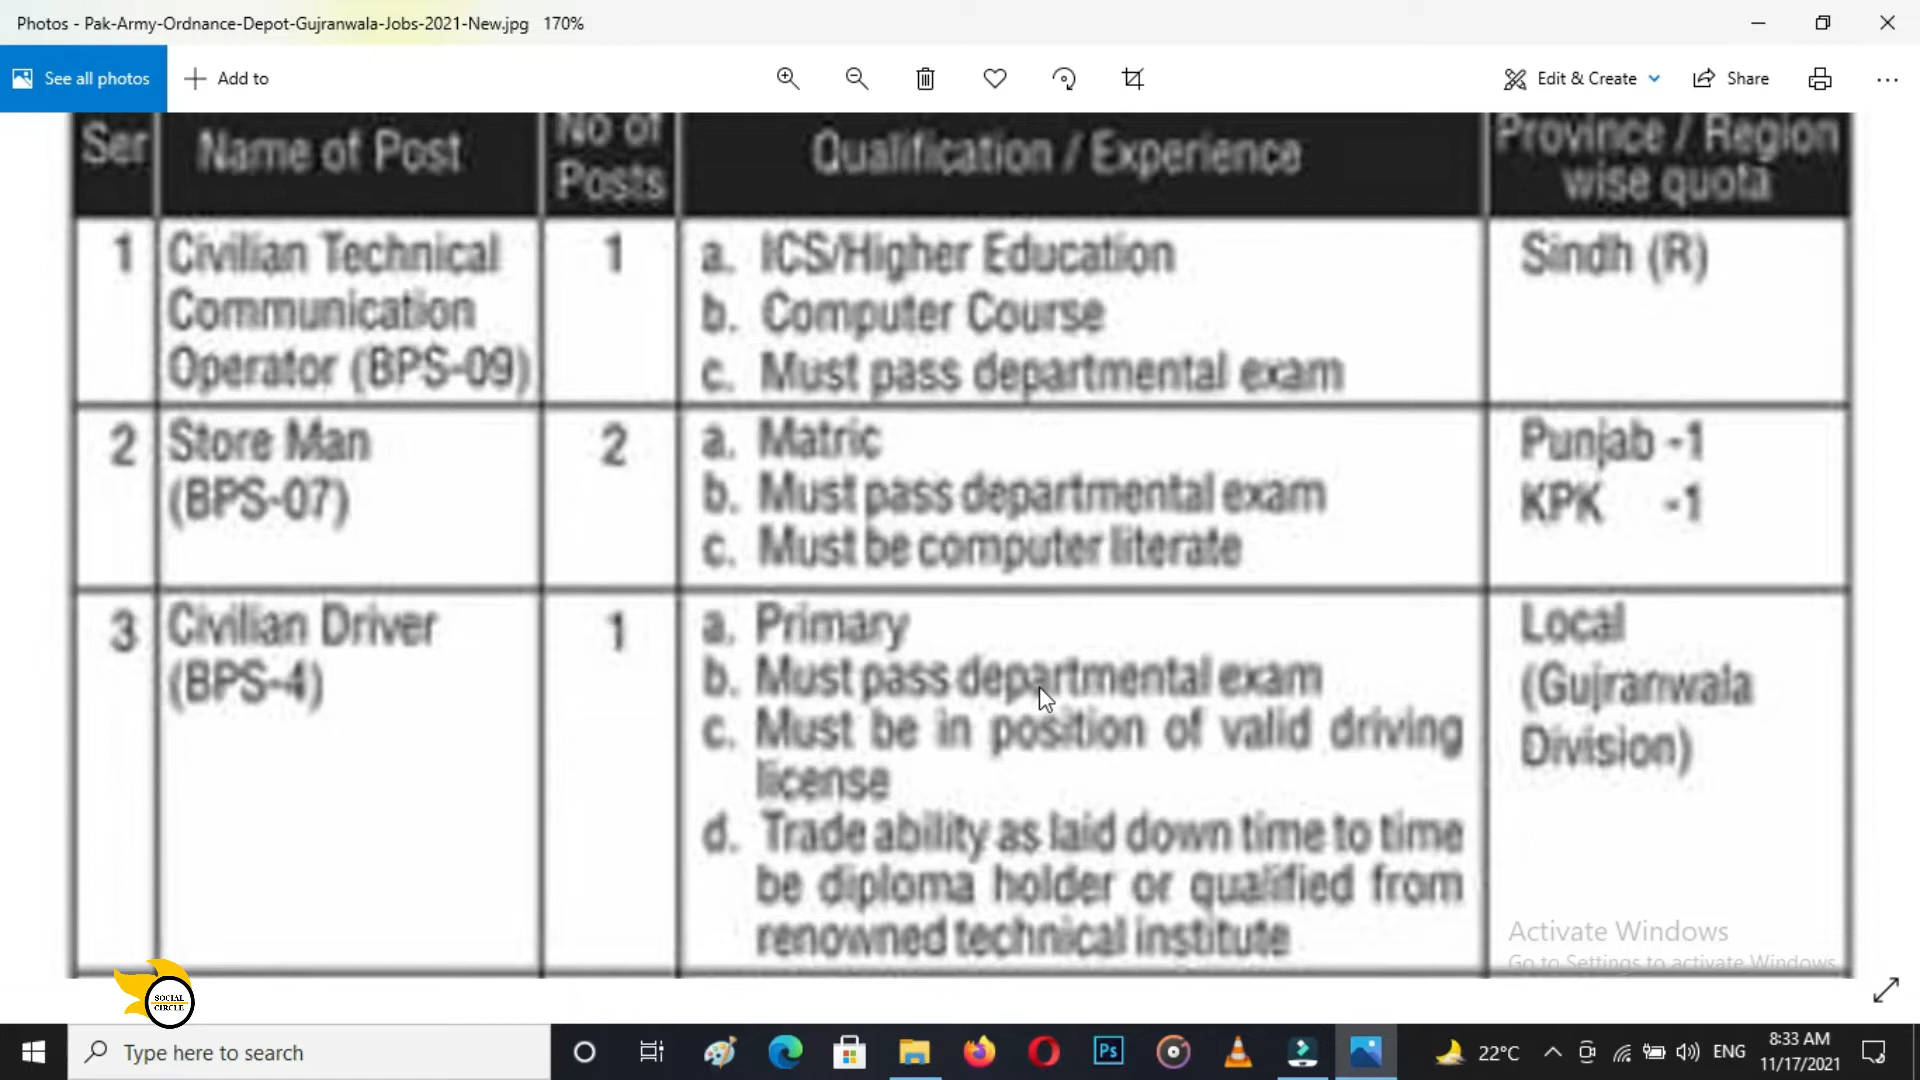 Photos - Pak-Army-Ordnance-Depot-Gujranwala-Jobs-2021-New.jpg 170%
See all photos
Add to
Edit & Create
Share
Ser
Name of Post
No of
Posts
Qualification / Experience
Province / Region
wise quota
1
Civilian Technical
Communication
Operator (BPS-09)
1
a. ICS/Higher Education
b. Computer Course
c. Must pass departmental exam
Sindh (R)
2
Store Man
(BPS-07)
2
a. Matric
b. Must pass departmental exam
c. Must be computer literate
Punjab -1
KPK -1
3
Civilian Driver
(BPS-4)
1
a. Primary
b. Must pass departmental exam
c. Must be in position of valid driving
license
d. Trade ability as laid down time to time
be diploma holder or qualified from
renowned technical institute
Local
(Gujranwala
Division)
Activate Windows
Go to Settings to activate Windows.
SOCIAL
CIRCLE
Type here to search
Ps
22°C
ENG
8:33 AM
11/17/2021